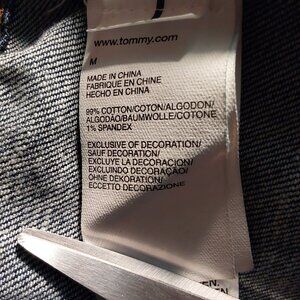 www.tommy.com
M
MADE IN CHINA
FABRIQUE EN CHINE
HECHO EN CHINA
99% COTTON/COTON/ALGODON/
ALGODÃO/BAUMWOLLE/COTONE
1% SPANDEX
EXCLUSIVE OF DECORATION/
SAUF DECORATION/
EXCLUYE LA DECORACION/
EXCLUINDO DECORAÇÃO/
OHNE DEKORATION/
ECCETTO DECORAZIONE